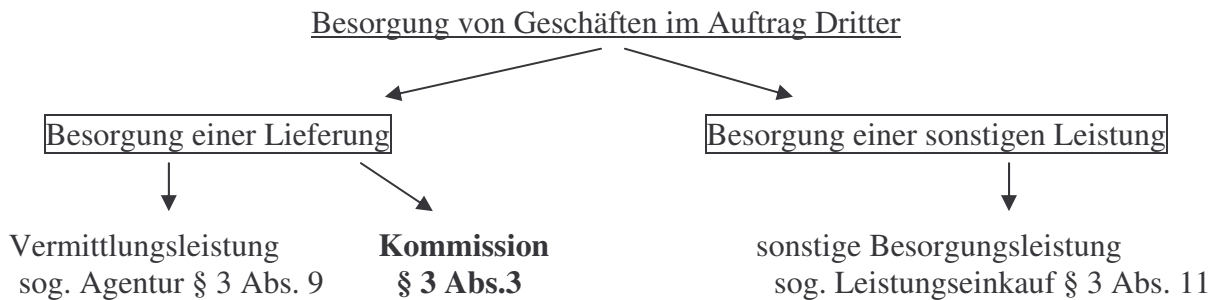 Besorgung von Geschäften im Auftrag Dritter
Besorgung einer Lieferung
Besorgung einer sonstigen Leistung
Vermittlungsleistung
sog. Agentur § 3 Abs. 9
Kommission
§ 3 Abs.3
sonstige Besorgungsleistung
sog. Leistungseinkauf § 3 Abs. 11